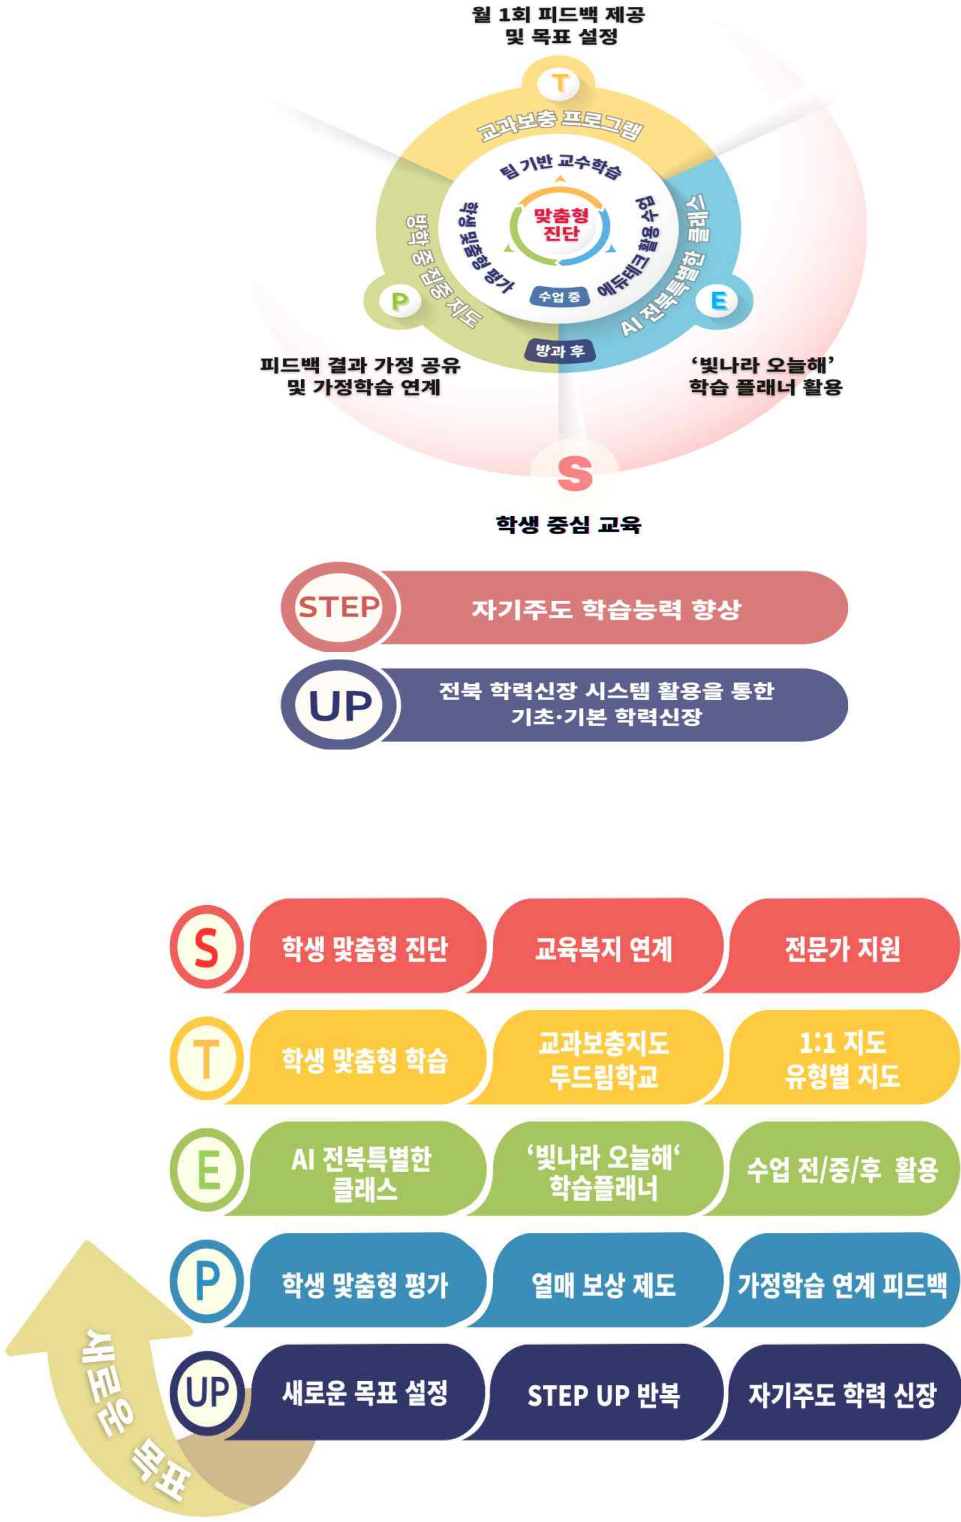 월 1회 피드백 제공
및 목표 설정
T
교과보충 프로그램
팀 기반 교수학습
학생 맞춤형 평가
에듀테크 활용수업
맞춤형
진단
방학 중 집중 지도
AI 전북특별한 클래스
P
E
수업 중
방과 후
피드백 결과 가정 공유
및 가정학습 연계
‘빛나라 오늘해’
학습 플래너 활용
S
학생 중심 교육
STEP
자기주도 학습능력 향상
UP
전북 학력신장 시스템 활용을 통한
기초·기본 학력신장
S
학생 맞춤형 진단
교육복지 연계
전문가 지원
T
학생 맞춤형 학습
교과보충지도
두드림학교
1:1 지도
유형별 지도
E
AI 전북특별한
클래스
‘빛나라 오늘해‘
학습플래너
수업 전/중/후 활용
P
학생 맞춤형 평가
열매 보상 제도
가정학습 연계 피드백
UP
새로운 목표 설정
STEP UP 반복
자기주도 학력 신장
새로운 목표